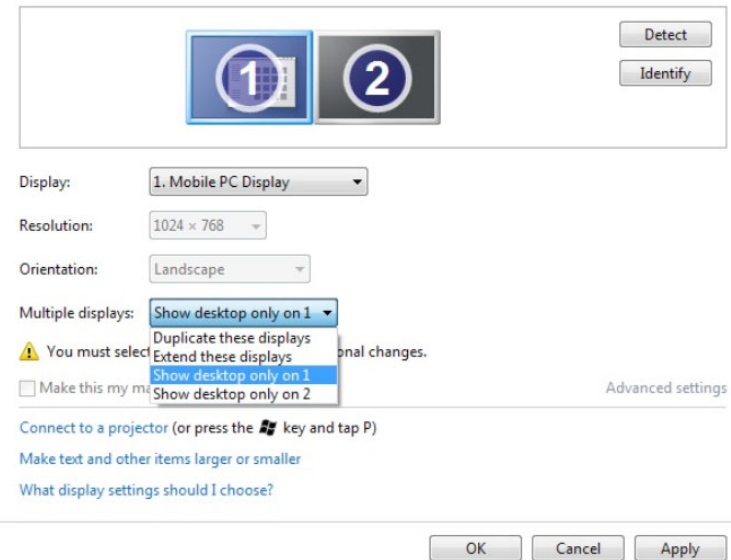 1 2
Detect
Identify
Display: 1. Mobile PC Display
Resolution: 1024 × 768
Orientation: Landscape
Multiple displays: Show desktop only on 1
Duplicate these displays
You must selec
Extend these displays
onal changes.
Show desktop only on 1
Make this my m
Show desktop only on 2
Advanced settings
Connect to a projector (or press the key and tap P)
Make text and other items larger or smaller
What display settings should I choose?
OK Cancel Apply